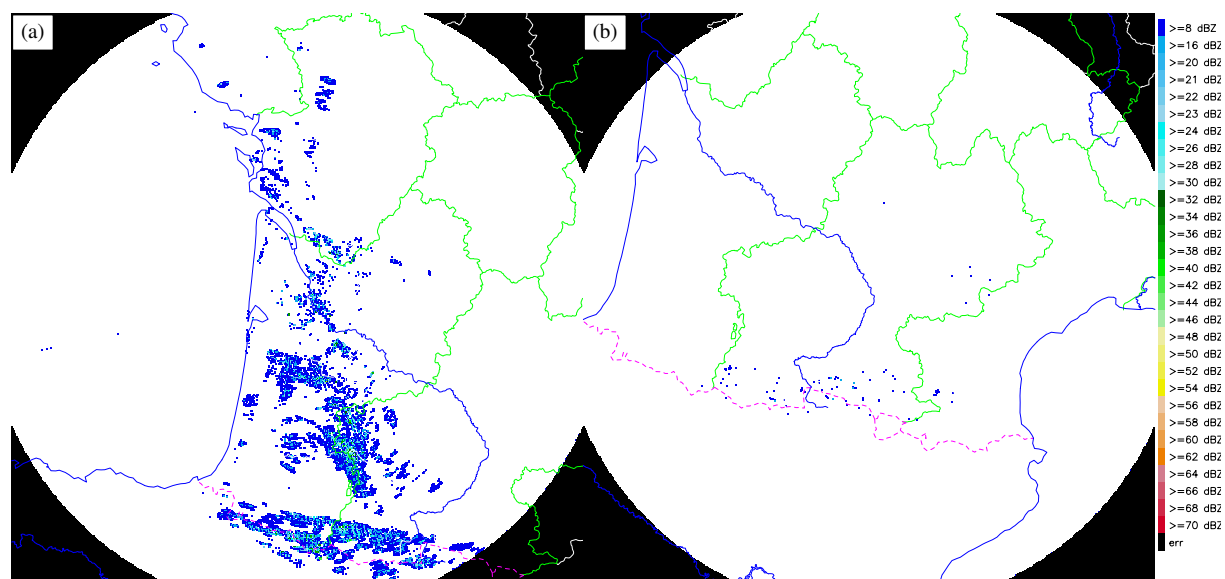 (a)
(b)
>=8 dBZ
>=16 dBZ
>=20 dBZ
>=21 dBZ
>=22 dBZ
>=23 dBZ
>=24 dBZ
>=26 dBZ
>=28 dBZ
>=30 dBZ
>=32 dBZ
>=34 dBZ
>=36 dBZ
>=38 dBZ
>=40 dBZ
>=42 dBZ
>=44 dBZ
>=46 dBZ
>=48 dBZ
>=50 dBZ
>=52 dBZ
>=54 dBZ
>=56 dBZ
>=58 dBZ
>=60 dBZ
>=62 dBZ
>=64 dBZ
>=66 dBZ
>=68 dBZ
>=70 dBZ
err